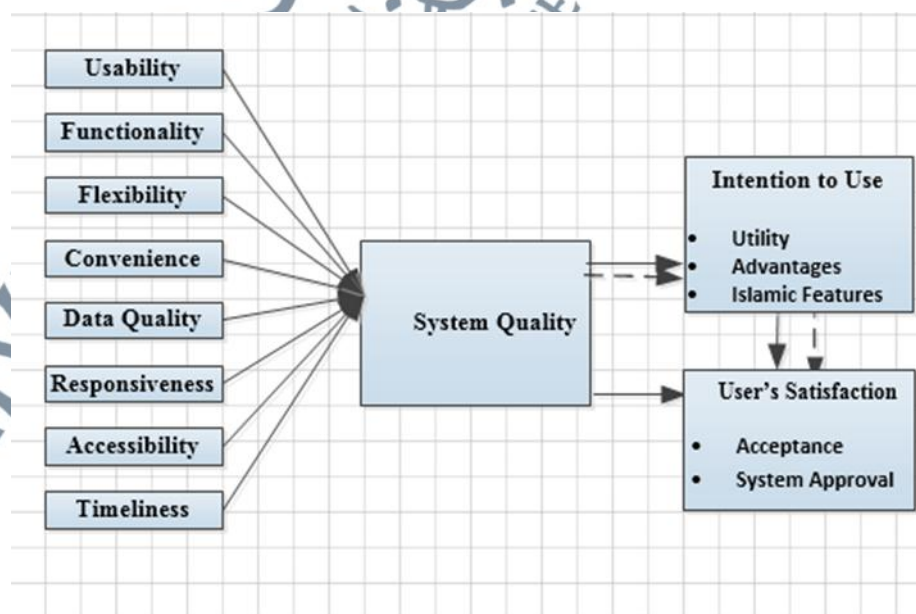 Usability
Functionality
Flexibility
Convenience
Data Quality
Responsiveness
Accessibility
Timeliness
System Quality
Intention to Use
• Utility
• Advantages
• Islamic Features
User's Satisfaction
• Acceptance
• System Approval